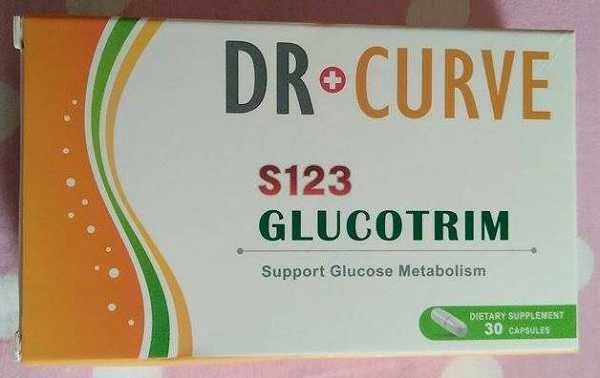 DR CURVE
S123
GLUCOTRIM
Support Glucose Metabolism
DIETARY SUPPLEMENT
30 CAPSULES